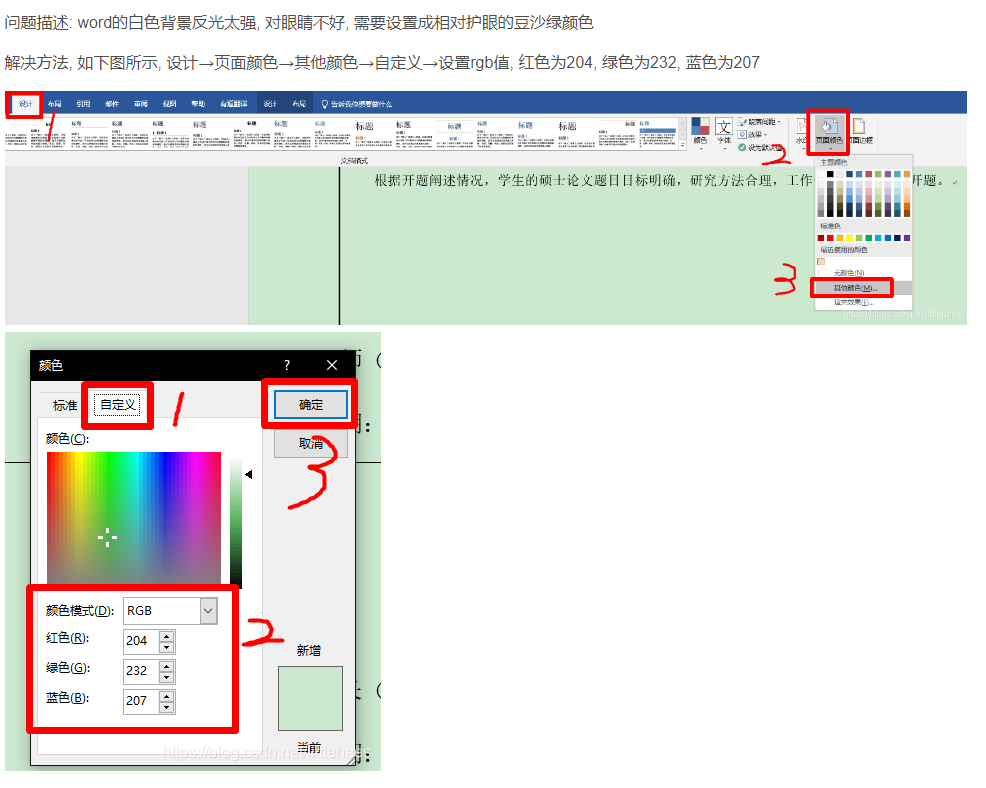 问题描述: word的白色背景反光太强, 对眼睛不好, 需要设置成相对护眼的豆沙绿颜色
解决方法, 如下图所示, 设计→页面颜色→其他颜色→自定义→设置rgb值, 红色为204, 绿色为232, 蓝色为207
设计 布局 引用 邮件 审阅 视图 帮助 有道翻译 设计 布局 告诉我你想要做什么
1
标题 标题 标题 标题 标题 标题 标题 标题 标题 标题 标题 标题 标题 标题 标题 标题
颜色 字体 段落间距 效果 设为默认值 页面颜色 页面边框
2
文档格式
主题颜色
根据开题阐述情况，学生的硕士论文题目目标明确，研究方法合理，工作 开题。
标准色
最近使用的颜色
无颜色(N)
3
其他颜色(M)...
填充效果(F)...
https://blog.csdn.net/littlehaes
颜色 ?
标准 自定义 1 确定
颜色(C): 取消
3
颜色模式(D): RGB
2
红色(R): 204
新增
绿色(G): 232
蓝色(B): 207
当前
https://blog.csdn.net/littlehaes